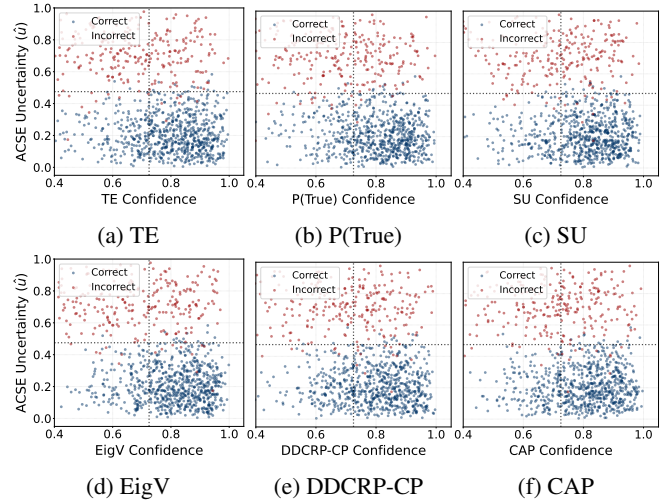 ACSE Uncertainty (û)
1.0
0.8
0.6
0.4
0.2
0.0
Correct
Incorrect
0.4 0.6 0.8 1.0
TE Confidence
Correct
Incorrect
0.4 0.6 0.8 1.0
P(True) Confidence
Correct
Incorrect
0.4 0.6 0.8 1.0
SU Confidence
(a) TE
(b) P(True)
(c) SU
ACSE Uncertainty (û)
1.0
0.8
0.6
0.4
0.2
0.0
Correct
Incorrect
0.4 0.6 0.8 1.0
EigV Confidence
Correct
Incorrect
0.4 0.6 0.8 1.0
DDCRP-CP Confidence
Correct
Incorrect
0.4 0.6 0.8 1.0
CAP Confidence
(d) EigV
(e) DDCRP-CP
(f) CAP